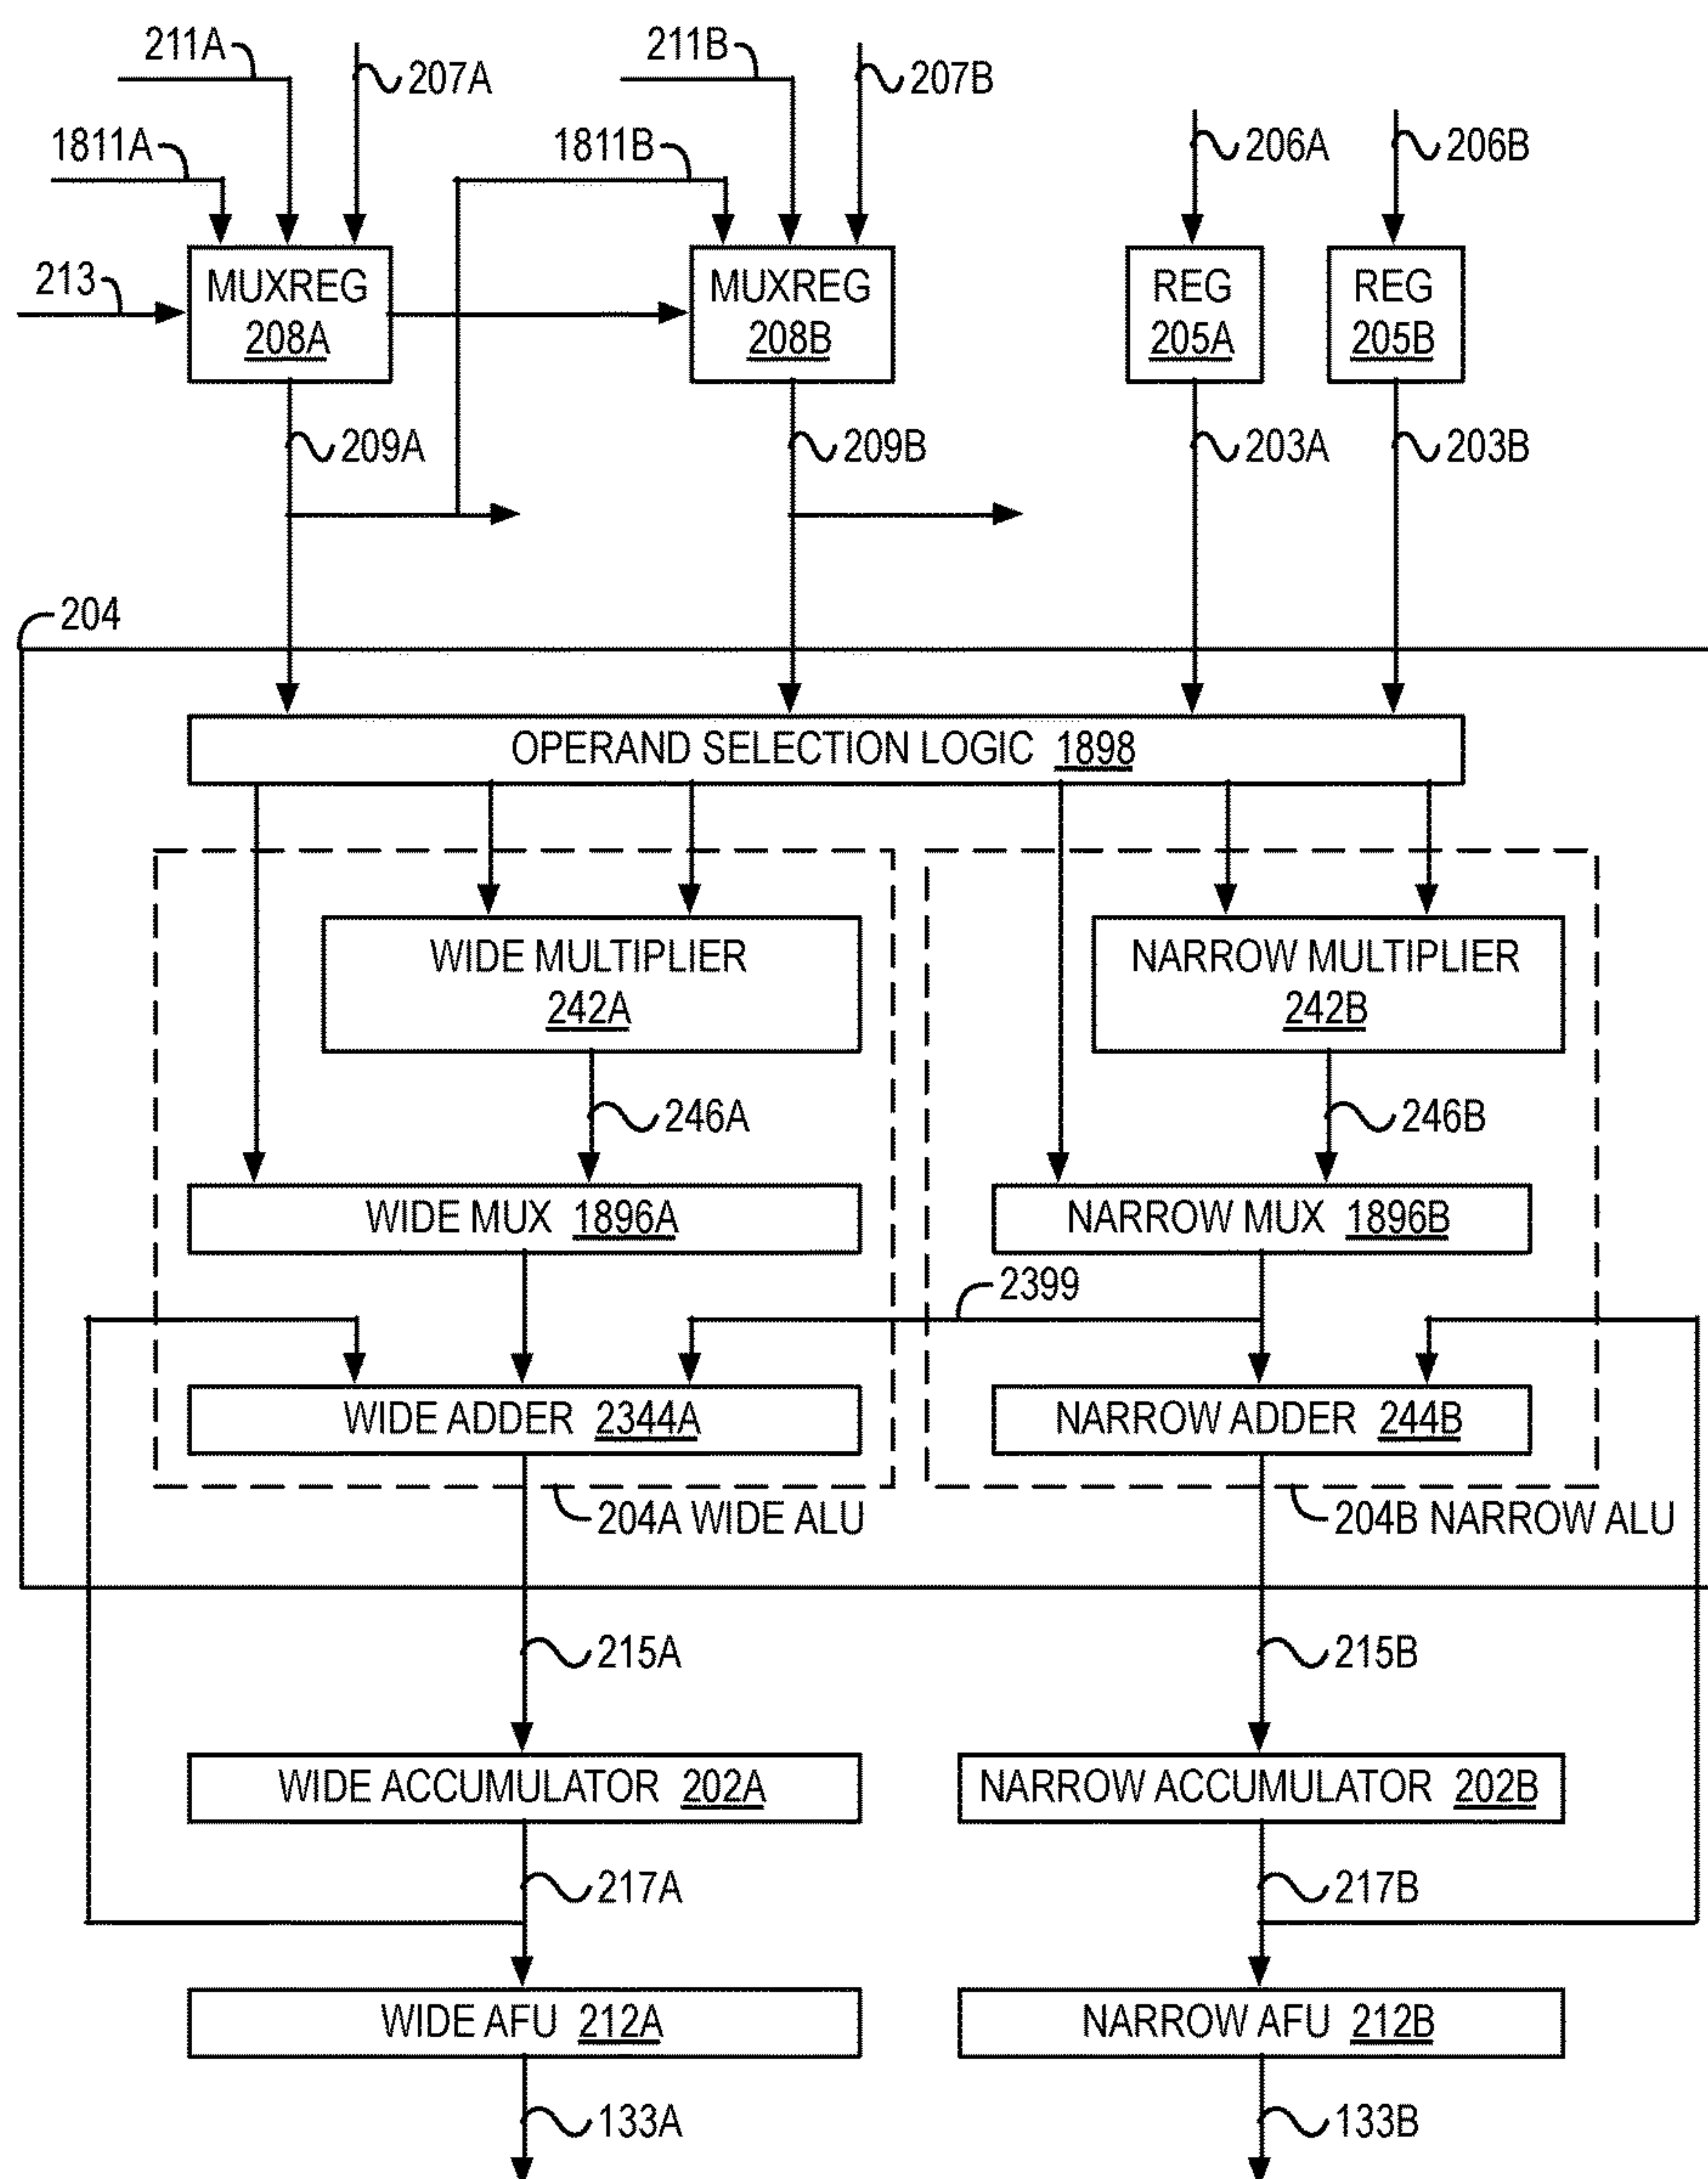 211A
207A
211B
207B
1811A
1811B
206A
206B
213
MUXREG
208A
MUXREG
208B
REG
205A
REG
205B
209A
209B
203A
203B
204
OPERAND SELECTION LOGIC 1898
WIDE MULTIPLIER
242A
NARROW MULTIPLIER
242B
246A
246B
WIDE MUX 1896A
NARROW MUX 1896B
2399
WIDE ADDER 2344A
NARROW ADDER 244B
204A WIDE ALU
204B NARROW ALU
215A
215B
WIDE ACCUMULATOR 202A
NARROW ACCUMULATOR 202B
217A
217B
WIDE AFU 212A
NARROW AFU 212B
133A
133B